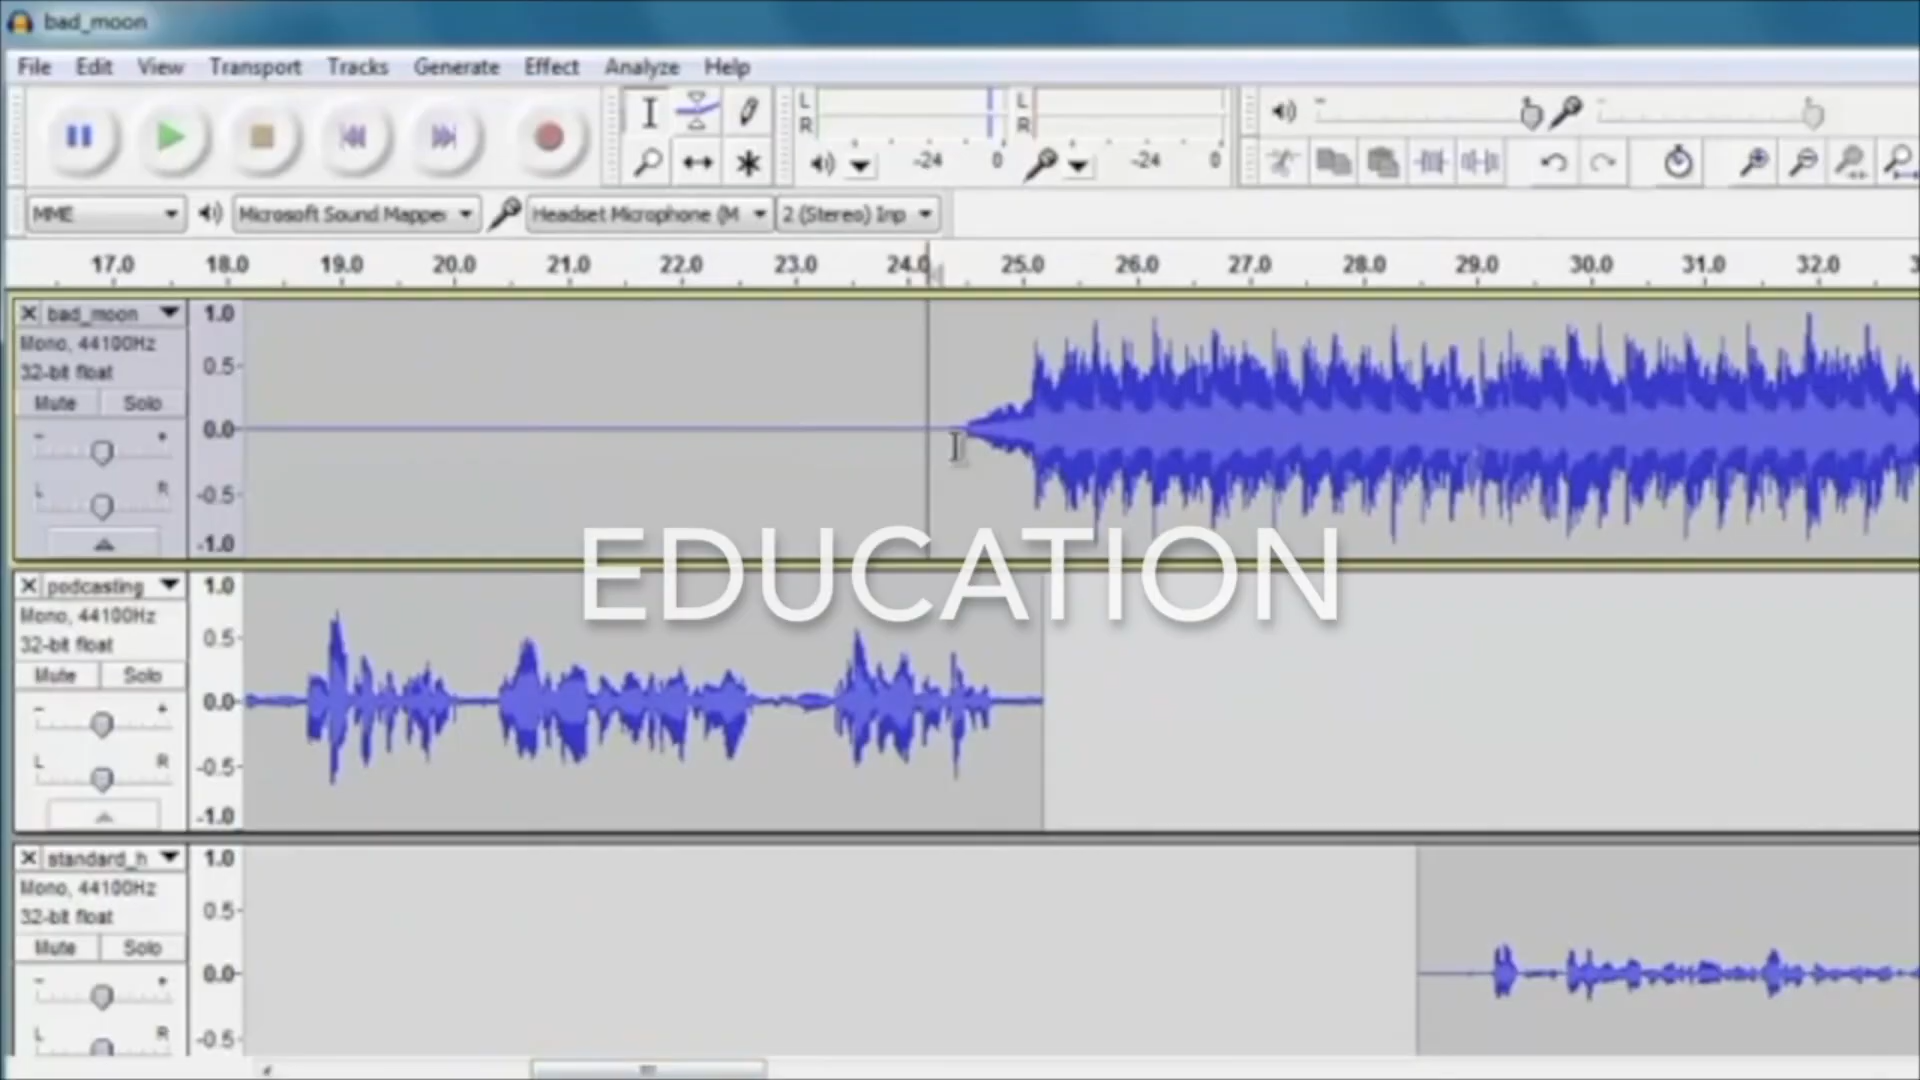 bad_moon
File Edit View Transport Tracks Generate Effect Analyze Help
L
R
-24 0
L
R
-24 0
MME
Microsoft Sound Mapper
Headset Microphone (M
2 (Stereo) Inp
17.0 18.0 19.0 20.0 21.0 22.0 23.0 24.0 25.0 26.0 27.0 28.0 29.0 30.0 31.0 32.0
bad_moon
Mono, 44100Hz
32-bit float
Mute Solo
- +
L R
1.0
0.5
0.0
-0.5
-1.0
EDUCATION
podcasting
Mono, 44100Hz
32-bit float
Mute Solo
- +
L R
1.0
0.5
0.0
-0.5
-1.0
standard_h
Mono, 44100Hz
32-bit float
Mute Solo
- +
L R
1.0
0.5
0.0
-0.5